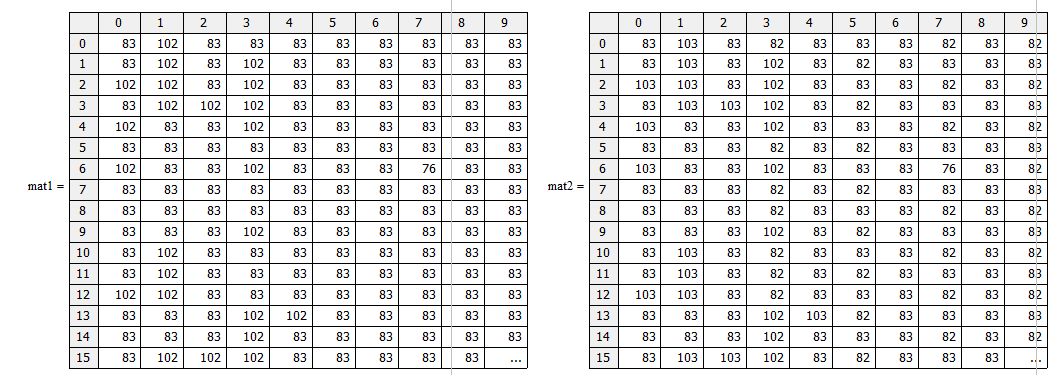 0 1 2 3 4 5 6 7 8 9
0 83 102 83 83 83 83 83 83 83 83
1 83 102 83 102 83 83 83 83 83 83
2 102 102 83 102 83 83 83 83 83 83
3 83 102 102 102 83 83 83 83 83 83
4 102 83 83 102 83 83 83 83 83 83
5 83 83 83 83 83 83 83 83 83 83
6 102 83 83 102 83 83 83 76 83 83
mat1 =
7 83 83 83 83 83 83 83 83 83 83
8 83 83 83 83 83 83 83 83 83 83
9 83 83 83 102 83 83 83 83 83 83
10 83 102 83 83 83 83 83 83 83 83
11 83 102 83 83 83 83 83 83 83 83
12 102 102 83 83 83 83 83 83 83 83
13 83 83 83 102 102 83 83 83 83 83
14 83 83 83 102 83 83 83 83 83 83
15 83 102 102 102 83 83 83 83 83 ...
0 1 2 3 4 5 6 7 8 9
0 83 103 83 82 83 83 83 82 83 82
1 83 103 83 102 83 82 83 83 83 83
2 103 103 83 102 83 83 83 82 83 82
3 83 103 103 102 83 82 83 83 83 83
4 103 83 83 102 83 83 83 82 83 82
5 83 83 83 82 83 82 83 83 83 83
6 103 83 83 102 83 83 83 76 83 82
mat2 =
7 83 83 83 82 83 82 83 83 83 83
8 83 83 83 82 83 83 83 82 83 82
9 83 83 83 102 83 82 83 83 83 83
10 83 103 83 82 83 82 83 82 83 82
11 83 103 83 82 83 82 83 83 83 83
12 103 103 83 82 83 83 83 82 83 82
13 83 83 83 102 103 82 83 83 83 83
14 83 83 83 102 83 83 83 82 83 82
15 83 103 103 102 83 82 83 83 83 ...